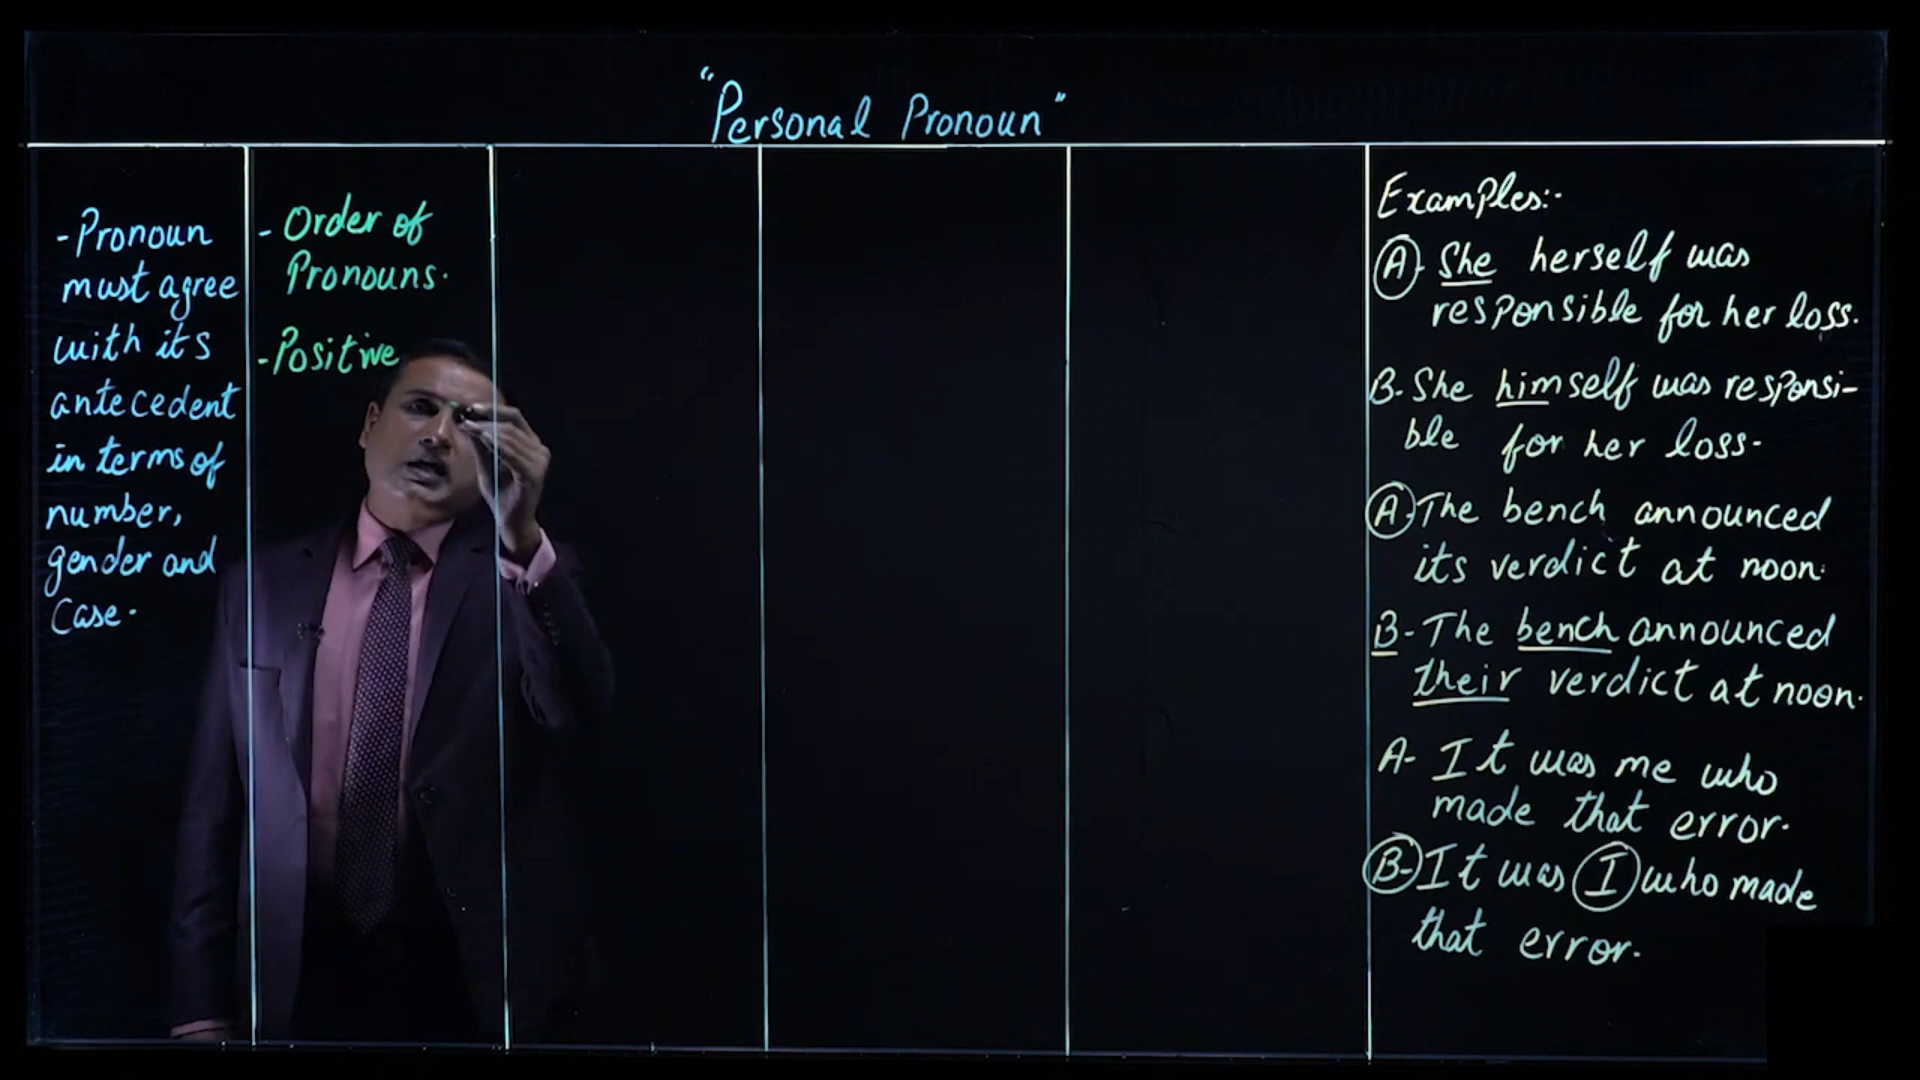 "Personal Pronoun"
-Pronoun
must agree
with its
antecedent
in terms of
number,
gender and
Case.
- Order of
Pronouns.
-Positive
Examples:-
A- She herself was
responsible for her loss.
B- She himself was responsi-
ble for her loss-
A-The bench announced
its verdict at noon.
B-The bench announced
their verdict at noon.
A- It was me who
made that error.
B-It was I who made
that error.